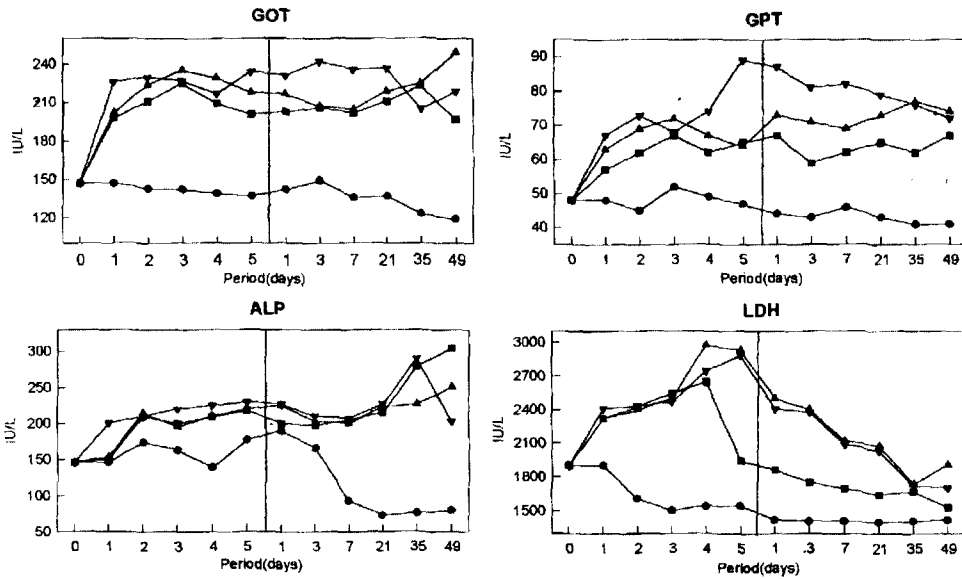 GOT
IU/L
240
210
180
150
120
0 1 2 3 4 5 1 3 7 21 35 49
Period(days)
GPT
IU/L
90
80
70
60
50
40
0 1 2 3 4 5 1 3 7 21 35 49
Period(days)
ALP
IU/L
300
250
200
150
100
50
0 1 2 3 4 5 1 3 7 21 35 49
Period(days)
LDH
IU/L
3000
2700
2400
2100
1800
1500
0 1 2 3 4 5 1 .3 7 21 35 49
Period(days)